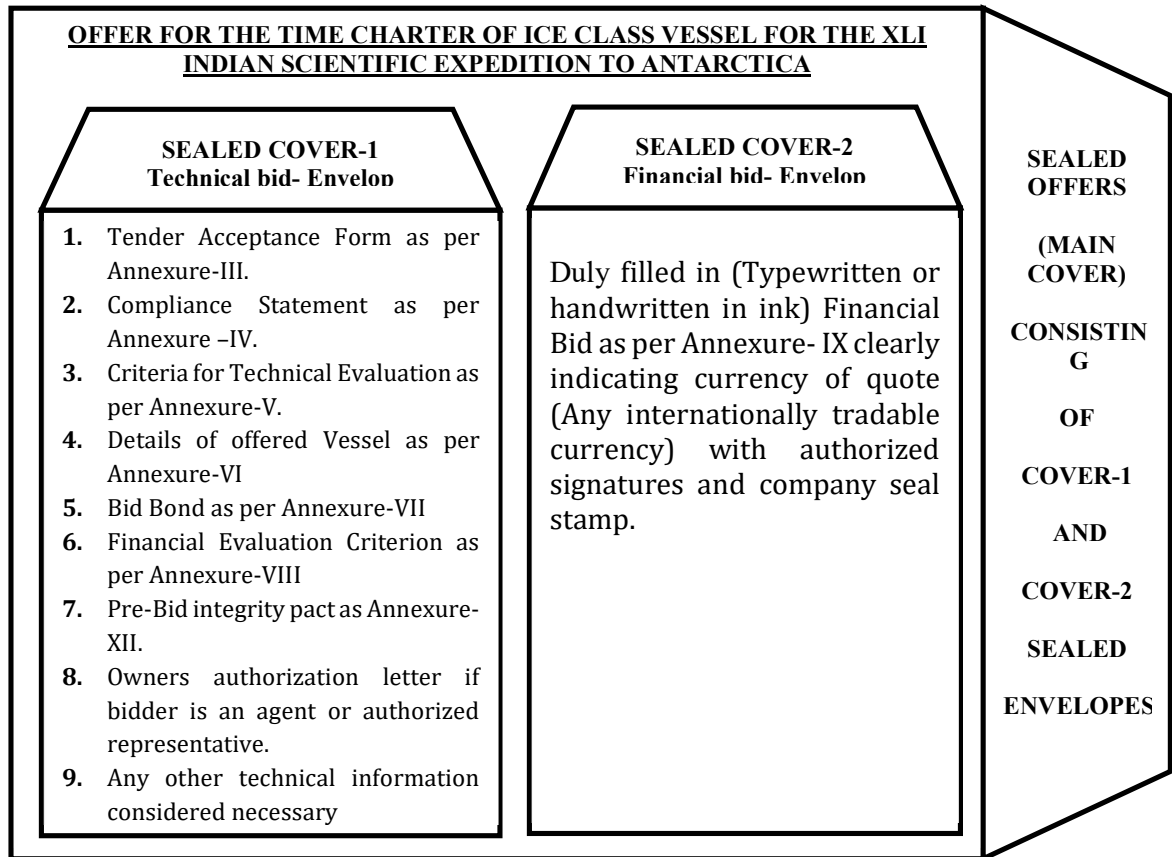 OFFER FOR THE TIME CHARTER OF ICE CLASS VESSEL FOR THE XLI
INDIAN SCIENTIFIC EXPEDITION TO ANTARCTICA
SEALED COVER-1
Technical bid- Envelop
1. Tender Acceptance Form as per
Annexure-III.
2. Compliance Statement as per
Annexure –IV.
3. Criteria for Technical Evaluation as
per Annexure-V.
4. Details of offered Vessel as per
Annexure-VI
5. Bid Bond as per Annexure-VII
6. Financial Evaluation Criterion as
per Annexure-VIII
7. Pre-Bid integrity pact as Annexure-
XII.
8. Owners authorization letter if
bidder is an agent or authorized
representative.
9. Any other technical information
considered necessary
SEALED COVER-2
Financial bid- Envelop
Duly filled in (Typewritten or
handwritten in ink) Financial
Bid as per Annexure- IX clearly
indicating currency of quote
(Any internationally tradable
currency) with authorized
signatures and company seal
stamp.
SEALED
OFFERS
(MAIN
COVER)
CONSISTIN
G
OF
COVER-1
AND
COVER-2
SEALED
ENVELOPES